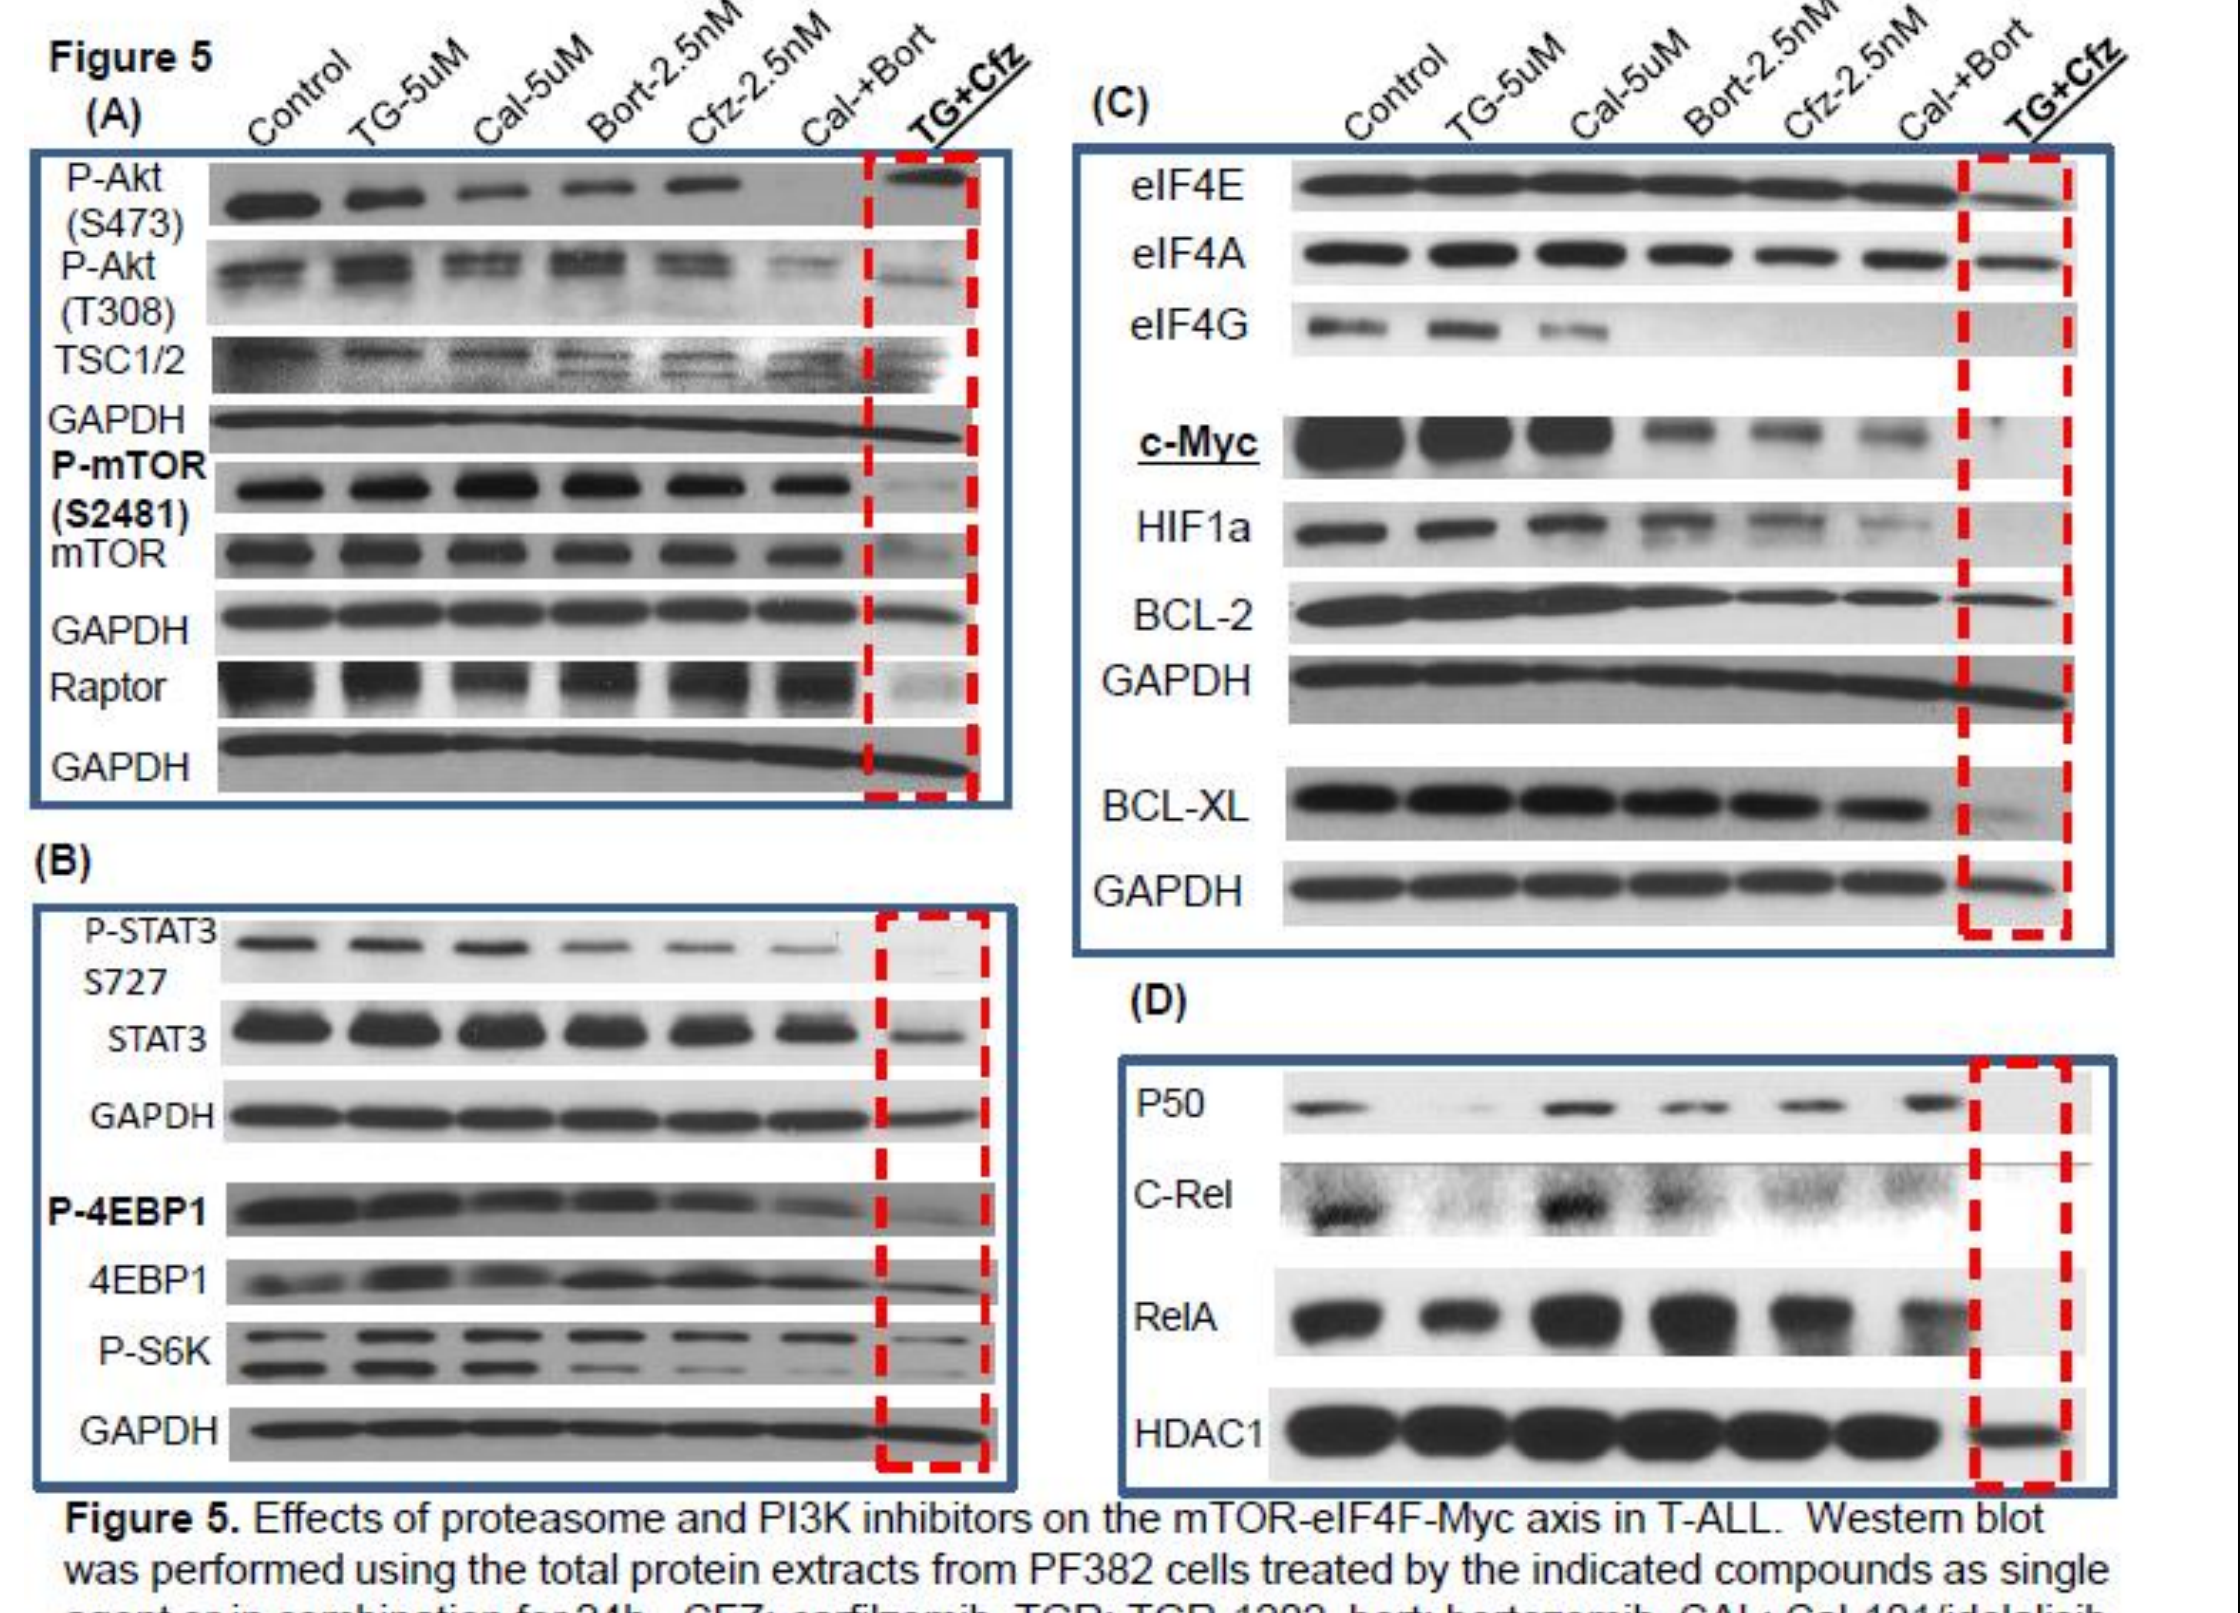 Figure 5
(A)
Control TG-5uM Cal-5uM Bort-2.5nM Cfz-2.5nM Cal-+Bort TG+Cfz
P-Akt
(S473)
P-Akt
(T308)
TSC1/2
GAPDH
P-mTOR
(S2481)
mTOR
GAPDH
Raptor
GAPDH
(B)
P-STAT3
S727
STAT3
GAPDH
P-4EBP1
4EBP1
P-S6K
GAPDH
(C)
Control TG-5uM Cal-5uM Bort-2.5nM Cfz-2.5nM Cal-+Bort TG+Cfz
eIF4E
eIF4A
eIF4G
c-Myc
HIF1a
BCL-2
GAPDH
BCL-XL
GAPDH
(D)
P50
C-Rel
RelA
HDAC1
Figure 5. Effects of proteasome and PI3K inhibitors on the mTOR-eIF4F-Myc axis in T-ALL. Western blot
was performed using the total protein extracts from PF382 cells treated by the indicated compounds as single